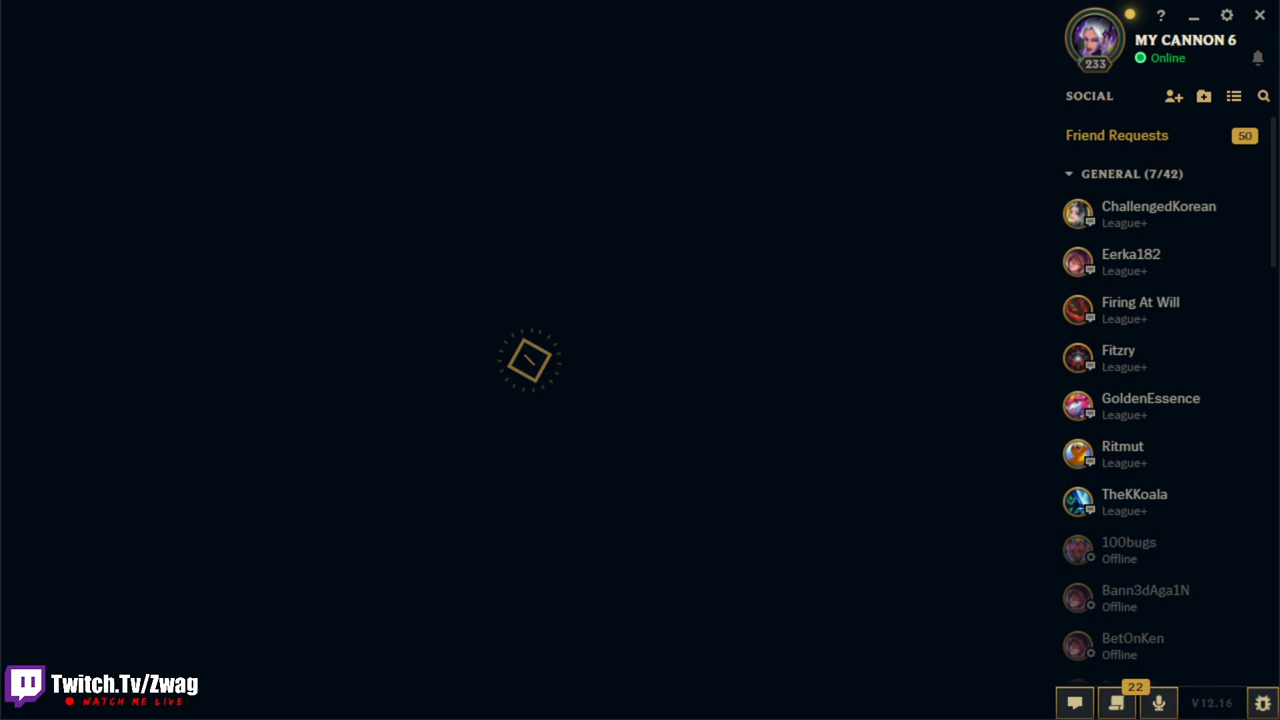 ?
MY CANNON 6
233
Online
SOCIAL
Friend Requests
50
GENERAL (7/42)
ChallengedKorean
League+
Eerka182
League+
Firing At Will
League+
Fitzry
League+
GoldenEssence
League+
Ritmut
League+
TheKKoala
League+
100bugs
Offline
Bann3dAga1N
Offline
BetOnKen
Offline
22
V12.16
Twitch.Tv/Zwag
WATCH ME LIVE